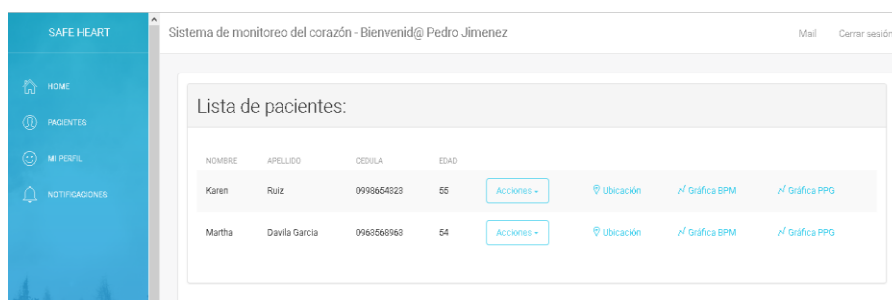 SAFE HEART
Sistema de monitoreo del corazón - Bienvenid@ Pedro Jimenez
Mail
Cerrar sesión
HOME
PACIENTES
MI PERFIL
NOTIFICACIONES
Lista de pacientes:
NOMBRE APELLIDO CEDULA EDAD
Karen Ruiz 0998654323 55 Acciones Ubicación Gráfica BPM Gráfica PPG
Martha Davila Garcia 0963568963 54 Acciones Ubicación Gráfica BPM Gráfica PPG